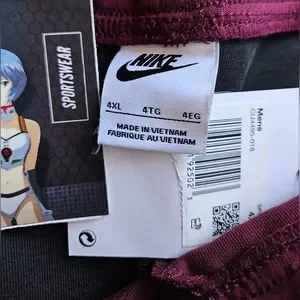 SPORTSWEAR
NIKE
4XL 4TG 4EG
MADE IN VIETNAM
FABRIQUE AU VIETNAM
Mens